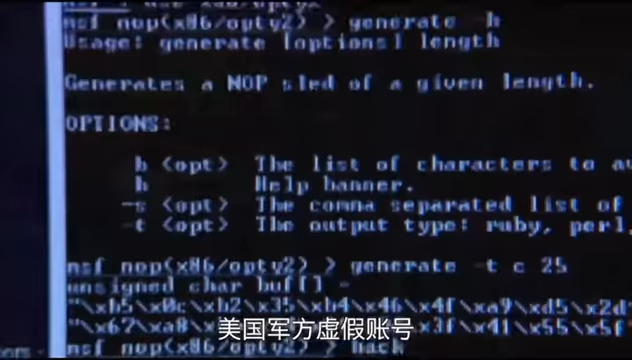 msf nop(x86/opty2) > generate -h
Usage: generate [options] length
Generates a NOP sled of a given length.
OPTIONS:
b <opt> The list of characters to
h Help banner.
-s <opt> The comma separated list of
-t <opt> The output type: ruby, perl,
msf nop(x86/opty2) > generate -t c 25
unsigned char buf[] =
"\xb5\x0c\xb2\x35\xb4\x46\x4f\xa9\xd5\x2d"
"\x67\xa8\x \x3f\x41\x55\x5f
msf nop(x86/opty2) > hack
美国军方虚假账号